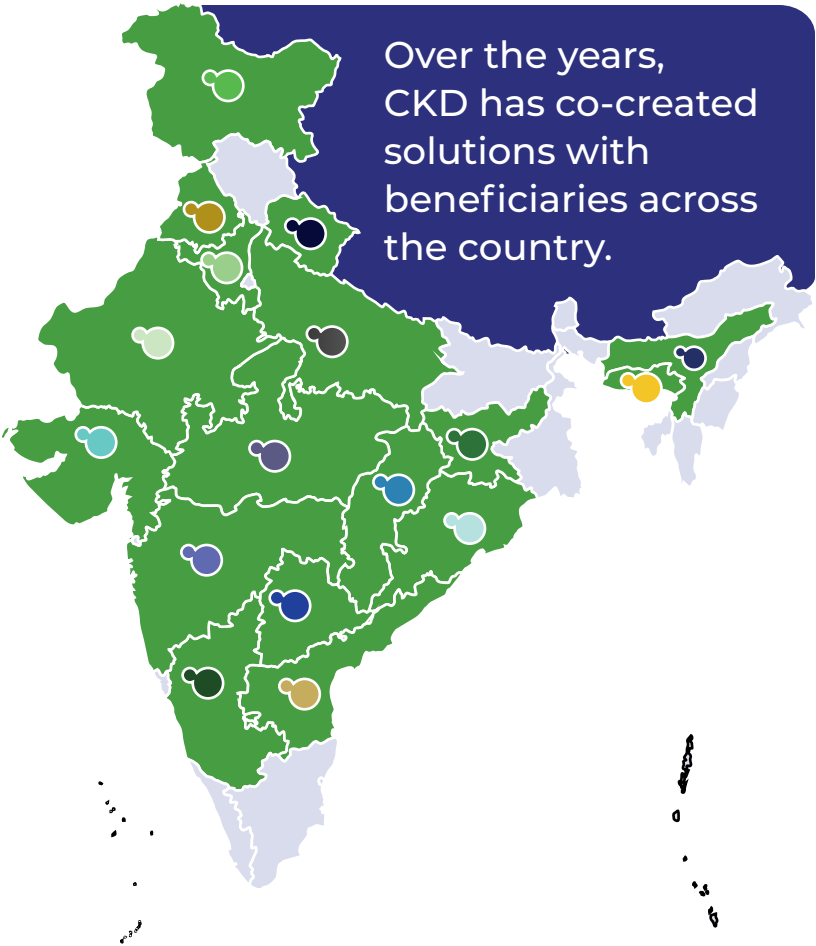 Over the years,
CKD has co-created
solutions with
beneficiaries across
the country.